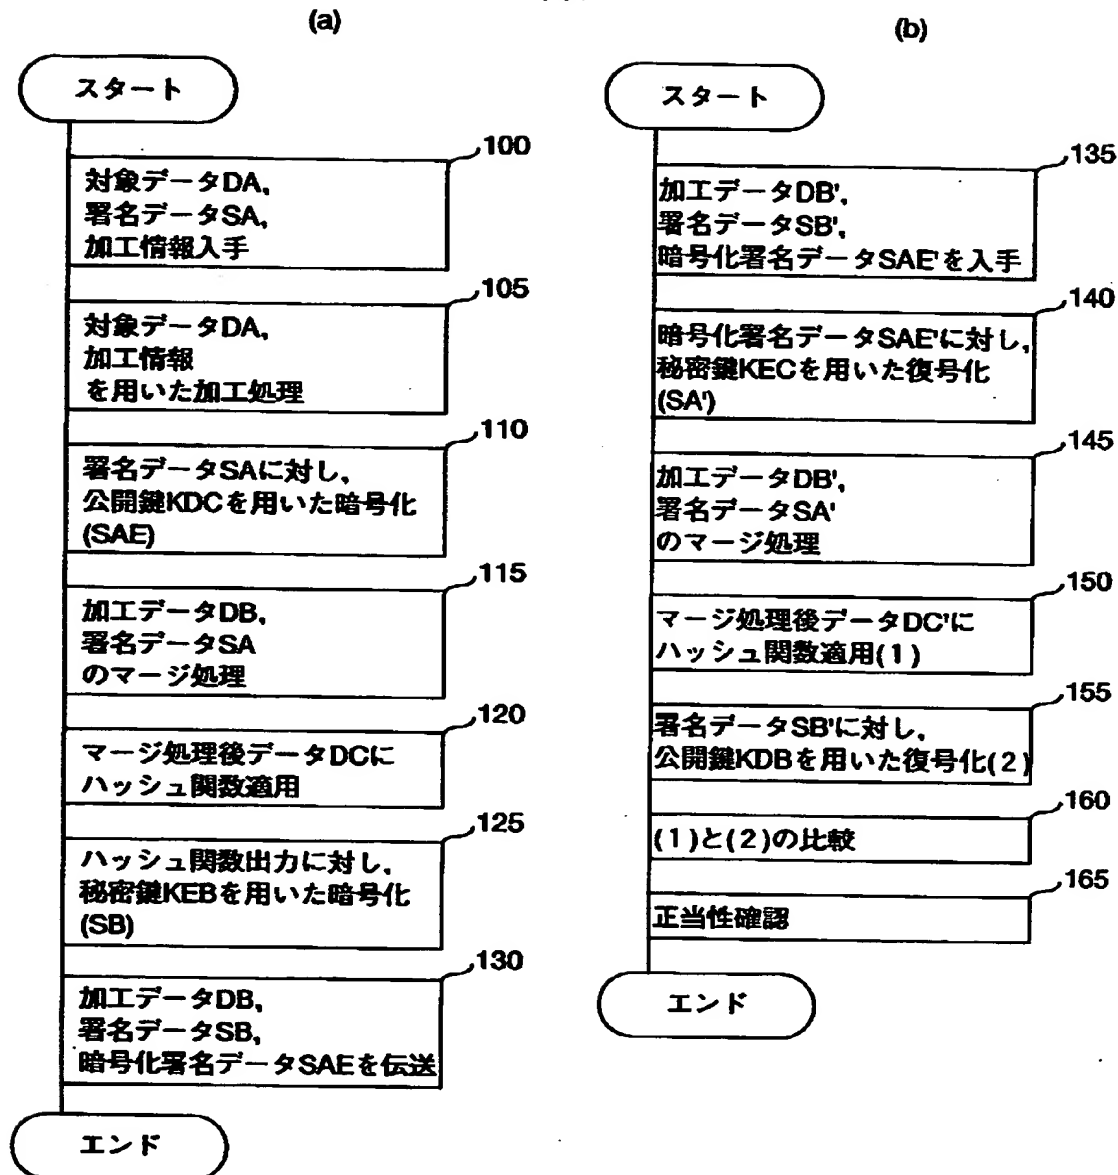 (a)
スタート
100
対象データDA,
署名データSA,
加工情報入手
105
対象データDA,
加工情報
を用いた加工処理
110
署名データSAに対し,
公開鍵KDCを用いた暗号化
(SAE)
115
加工データDB,
署名データSA
のマージ処理
120
マージ処理後データDCに
ハッシュ関数適用
125
ハッシュ関数出力に対し,
秘密鍵KEBを用いた暗号化
(SB)
130
加工データDB,
署名データSB,
暗号化署名データSAEを伝送
エンド
(b)
スタート
135
加工データDB',
署名データSB',
暗号化署名データSAE'を入手
140
暗号化署名データSAE'に対し,
秘密鍵KECを用いた復号化
(SA')
145
加工データDB',
署名データSA'
のマージ処理
150
マージ処理後データDC'に
ハッシュ関数適用(1)
155
署名データSB'に対し,
公開鍵KDBを用いた復号化(2)
160
(1)と(2)の比較
165
正当性確認
エンド